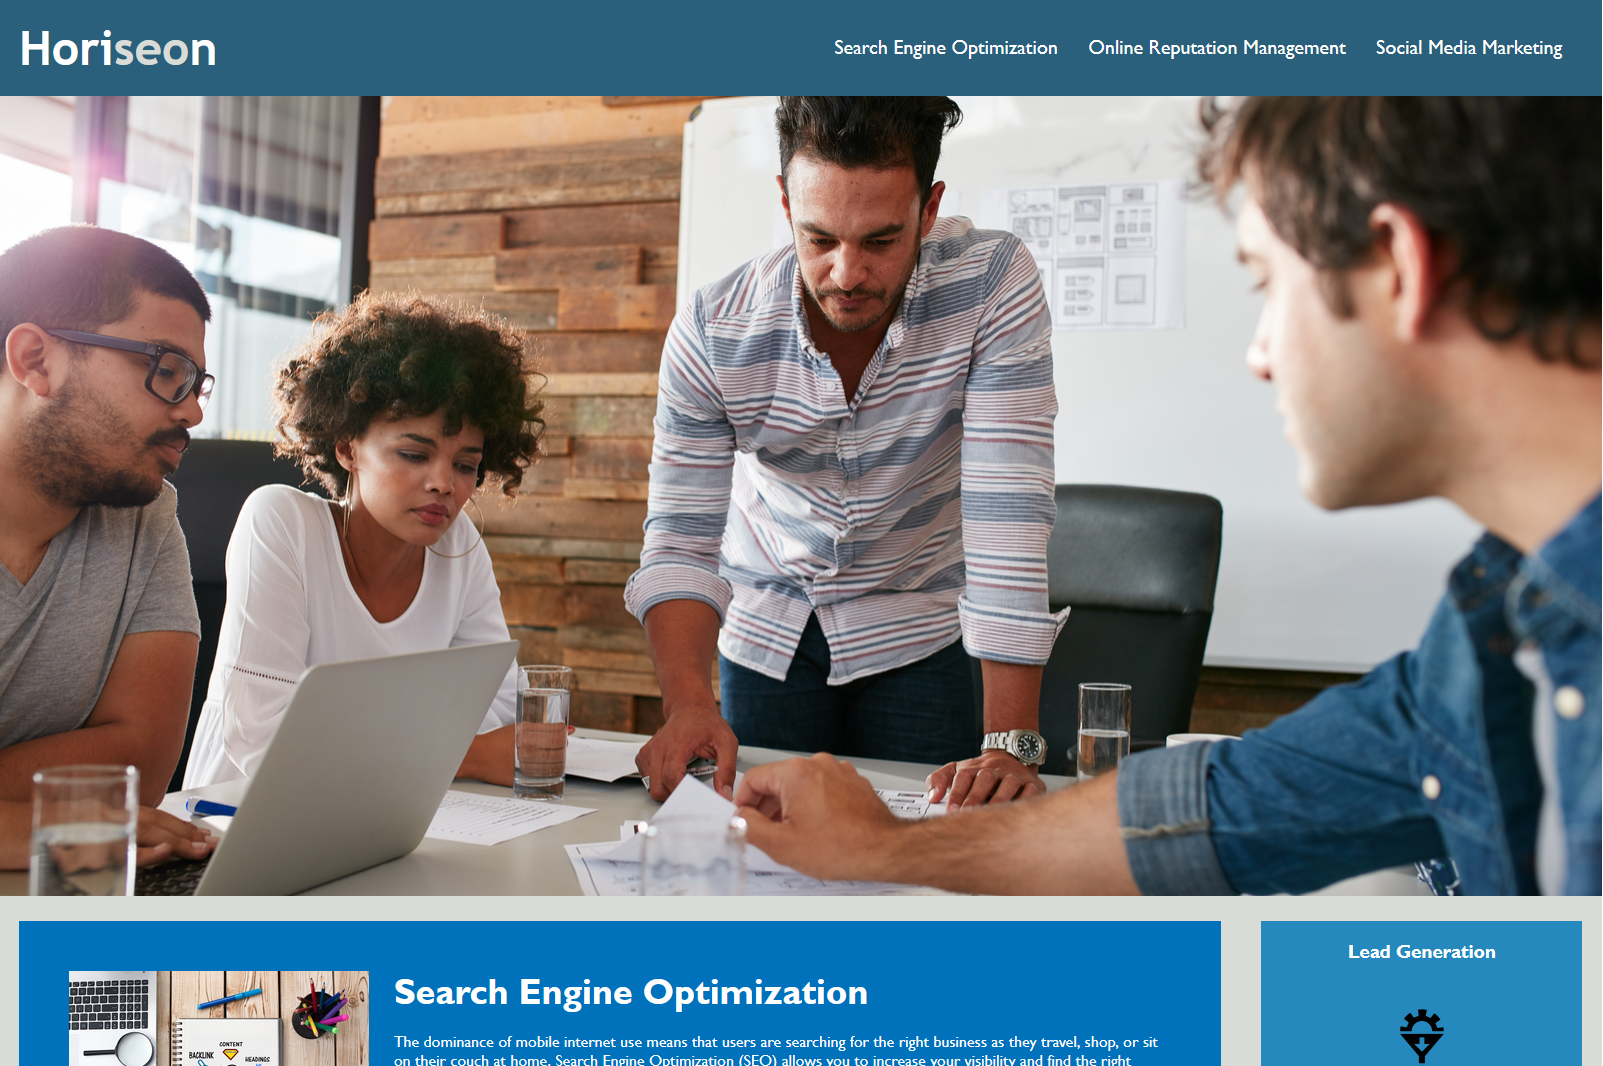 Horiseon
Search Engine Optimization
Online Reputation Management
Social Media Marketing
Search Engine Optimization
The dominance of mobile internet use means that users are searching for the right business as they travel, shop, or sit
on their couch at home. Search Engine Optimization (SEO) allows you to increase your visibility and find the right
CONTENT
BACKLINK
HEADINGS
Lead Generation